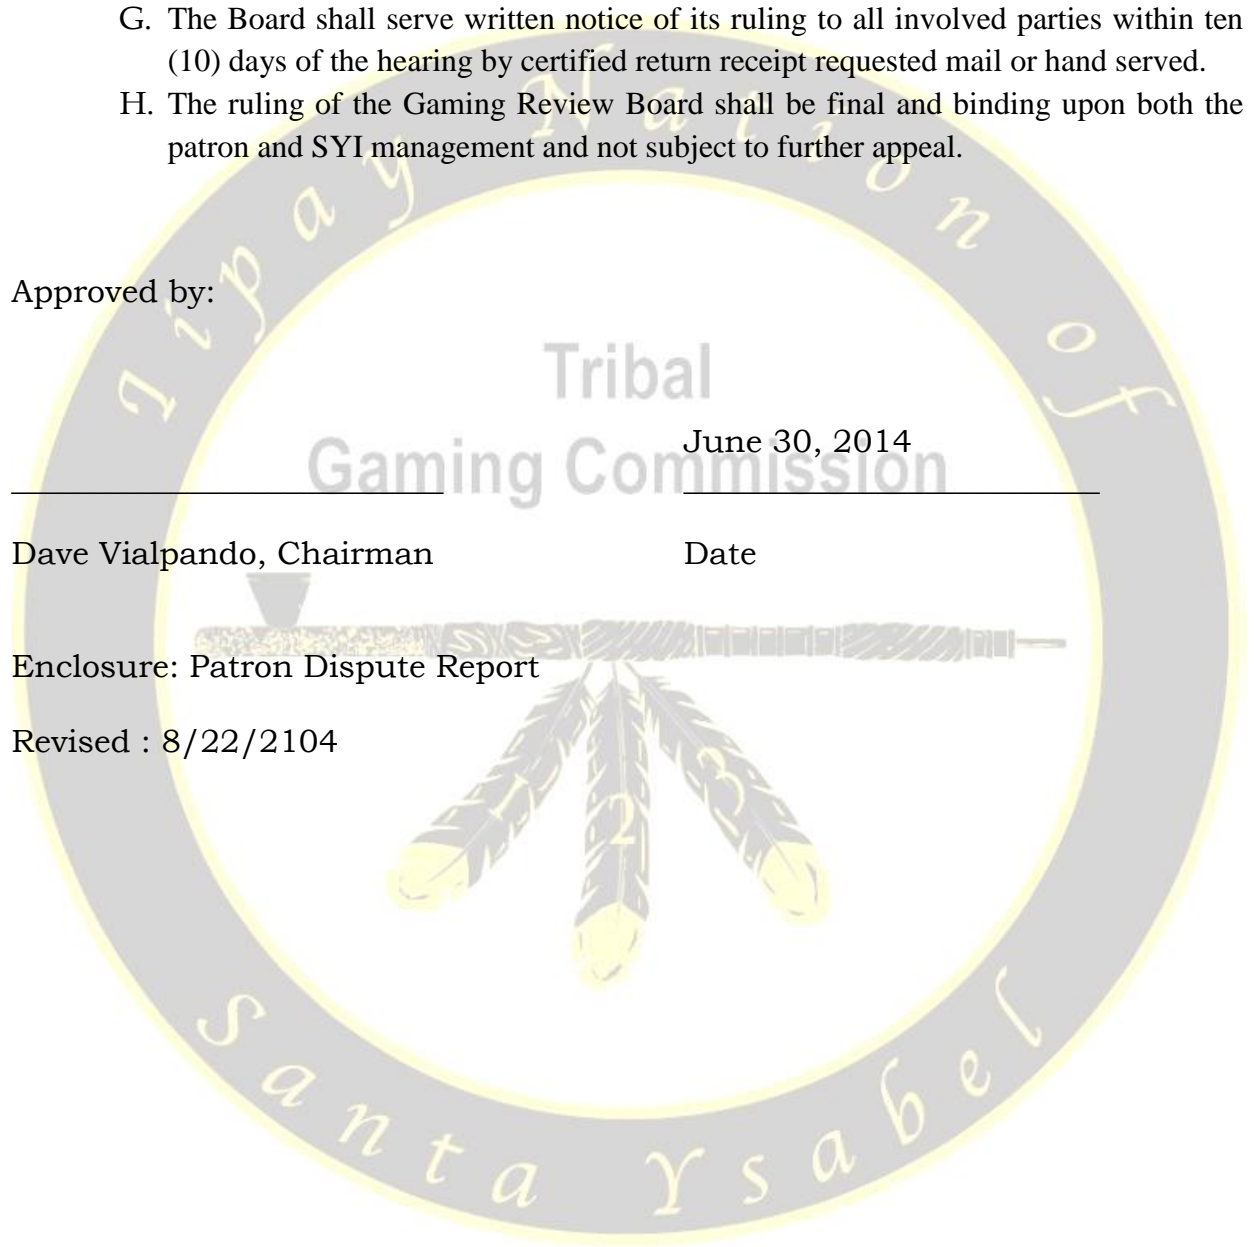 G. The Board shall serve written notice of its ruling to all involved parties within ten
(10) days of the hearing by certified return receipt requested mail or hand served.
H. The ruling of the Gaming Review Board shall be final and binding upon both the
patron and SYI management and not subject to further appeal.
Iipay Nation of
Approved by:
Tribal
Gaming Commission
June 30, 2014
Dave Vialpando, Chairman Date
Enclosure: Patron Dispute Report
Revised : 8/22/2104
1 2 3
Santa Ysabel